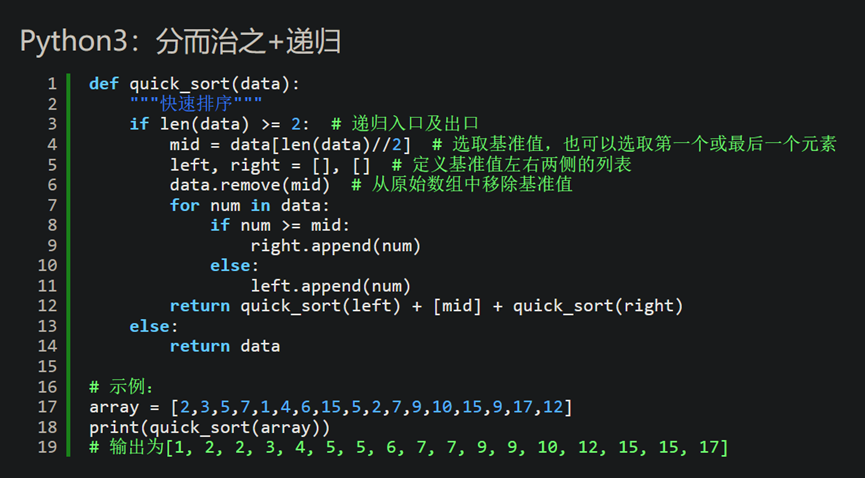 Python3：分而治之+递归
1 def quick_sort(data):
2     """快速排序"""
3     if len(data) >= 2:  # 递归入口及出口
4         mid = data[len(data)//2]  # 选取基准值，也可以选取第一个或最后一个元素
5         left, right = [], []  # 定义基准值左右两侧的列表
6         data.remove(mid)  # 从原始数组中移除基准值
7         for num in data:
8             if num >= mid:
9                 right.append(num)
10             else:
11                 left.append(num)
12         return quick_sort(left) + [mid] + quick_sort(right)
13     else:
14         return data
15
16 # 示例：
17 array = [2,3,5,7,1,4,6,15,5,2,7,9,10,15,9,17,12]
18 print(quick_sort(array))
19 # 输出为[1, 2, 2, 3, 4, 5, 5, 6, 7, 7, 9, 9, 10, 12, 15, 15, 17]